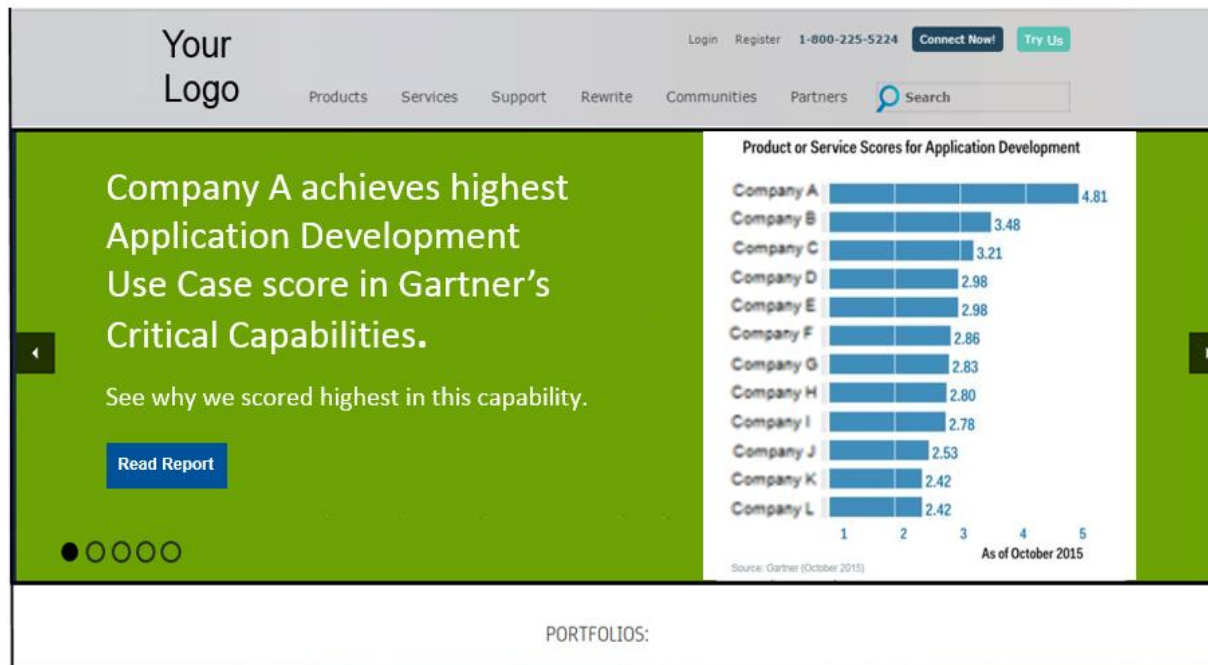 Your
Logo
Login Register 1-800-225-5224 Connect Now! Try Us
Products Services Support Rewrite Communities Partners Search
Company A achieves highest
Application Development
Use Case score in Gartner's
Critical Capabilities.
See why we scored highest in this capability.
Read Report
Product or Service Scores for Application Development
Company A 4.81
Company B 3.48
Company C 3.21
Company D 2.98
Company E 2.98
Company F 2.86
Company G 2.83
Company H 2.80
Company I 2.78
Company J 2.53
Company K 2.42
Company L 2.42
1 2 3 4 5
As of October 2015
Source: Gartner (October 2015)
PORTFOLIOS: